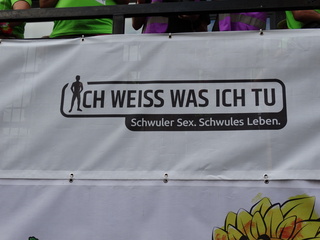 ICH WEISS WAS ICH TU
Schwuler Sex. Schwules Leben.